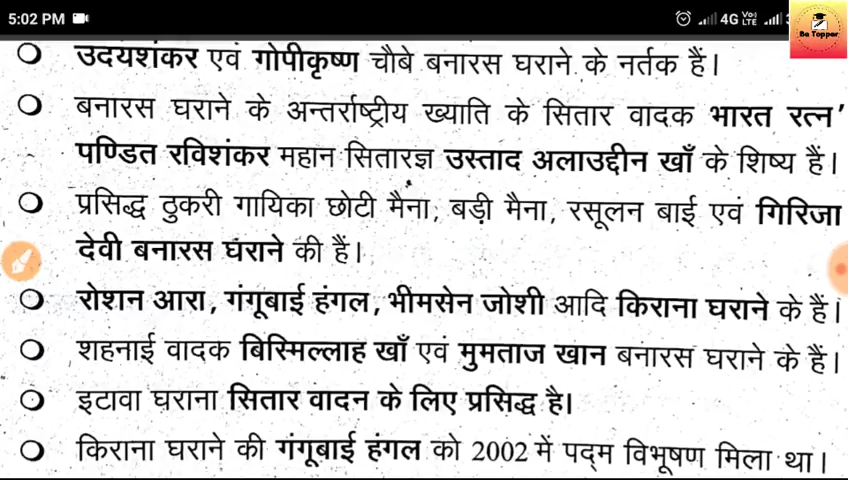 5:02 PM
4G Vo) LTE
Be Topper
उदयशंकर एवं गोपीकृष्ण चौबे बनारस घराने के नर्तक हैं।
बनारस घराने के अन्तर्राष्ट्रीय ख्याति के सितार वादक भारत रत्न'
पण्डित रविशंकर महान सितारज्ञ उस्ताद अलाउद्दीन खाँ के शिष्य हैं।
प्रसिद्ध ठुकरी गायिका छोटी मैना, बड़ी मैना, रसूलन बाई एवं गिरिजा
देवी बनारस घराने की हैं।
रोशन आरा, गंगूबाई हंगल, भीमसेन जोशी आदि किराना घराने के हैं।
शहनाई वादक बिस्मिल्लाह खाँ एवं मुमताज खान बनारस घराने के हैं।
इटावा घराना सितार वादन के लिए प्रसिद्ध है।
किराना घराने की गंगूबाई हंगल को 2002 में पद्म विभूषण मिला था।